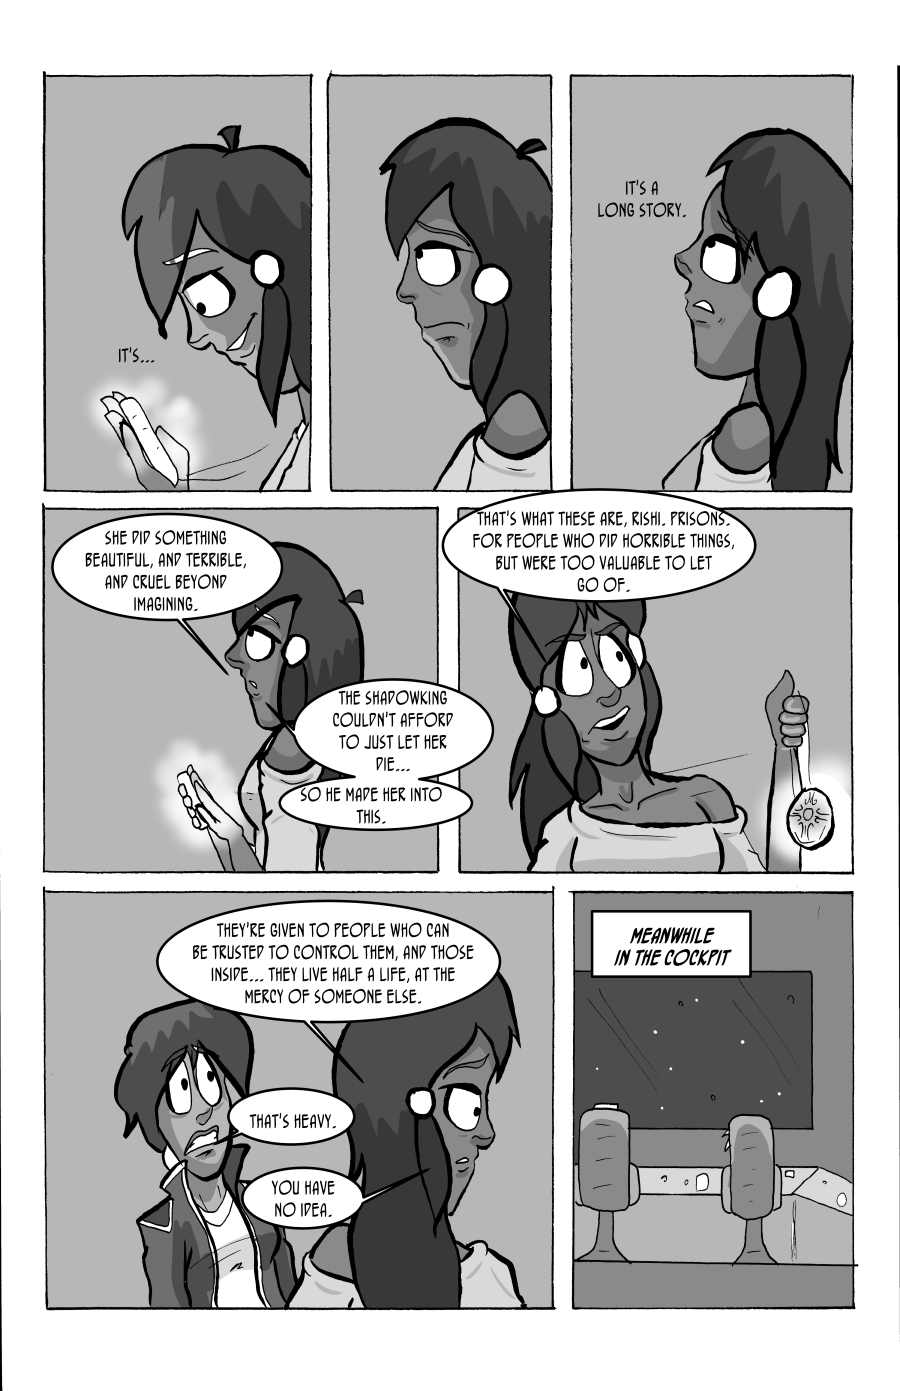 IT'S...
IT'S A
LONG STORY.
SHE DID SOMETHING
BEAUTIFUL, AND TERRIBLE,
AND CRUEL BEYOND
IMAGINING.
THE SHADOWKING
COULDN'T AFFORD
TO JUST LET HER
DIE...
SO HE MADE HER INTO
THIS.
THAT'S WHAT THESE ARE, RISHI. PRISONS.
FOR PEOPLE WHO DID HORRIBLE THINGS,
BUT WERE TOO VALUABLE TO LET
GO OF.
THEY'RE GIVEN TO PEOPLE WHO CAN
BE TRUSTED TO CONTROL THEM, AND THOSE
INSIDE... THEY LIVE HALF A LIFE, AT THE
MERCY OF SOMEONE ELSE.
THAT'S HEAVY.
YOU HAVE
NO IDEA.
MEANWHILE
IN THE COCKPIT